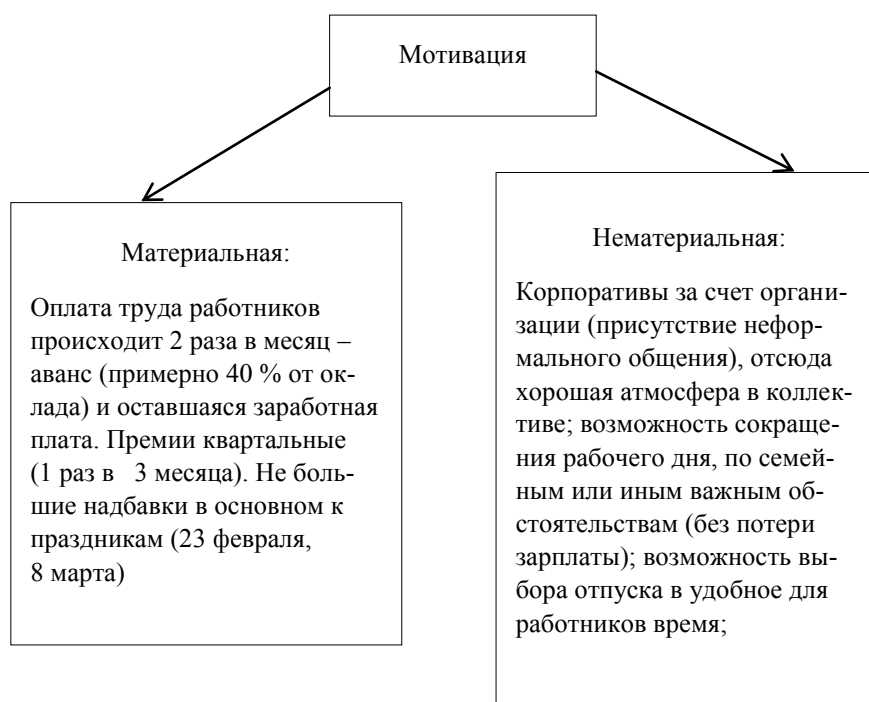 Мотивация
Материальная:
Оплата труда работников
происходит 2 раза в месяц –
аванс (примерно 40 % от ок-
лада) и оставшаяся заработная
плата. Премии квартальные
(1 раз в   3 месяца). Не боль-
шие надбавки в основном к
праздникам (23 февраля,
8 марта)
Нематериальная:
Корпоративы за счет органи-
зации (присутствие нефор-
мального общения), отсюда
хорошая атмосфера в коллек-
тиве; возможность сокраще-
ния рабочего дня, по семей-
ным или иным важным об-
стоятельствам (без потери
зарплаты); возможность вы-
бора отпуска в удобное для
работников время;